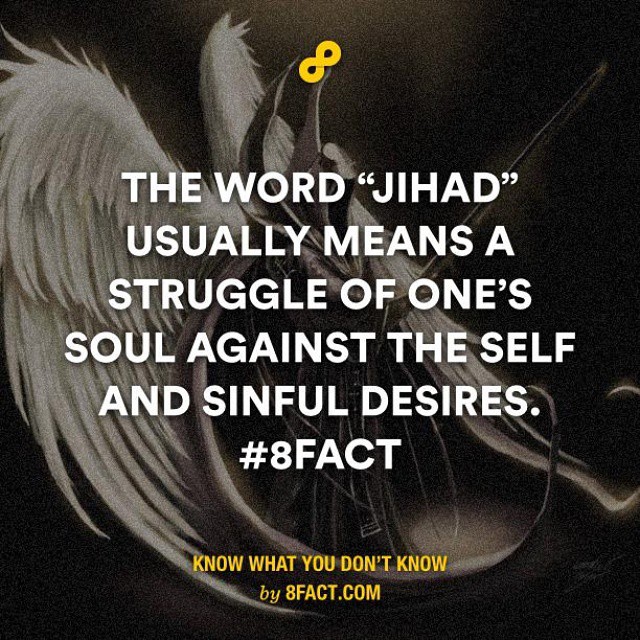 THE WORD “JIHAD”
USUALLY MEANS A
STRUGGLE OF ONE’S
SOUL AGAINST THE SELF
AND SINFUL DESIRES.
#8FACT
KNOW WHAT YOU DON’T KNOW
by 8FACT.COM